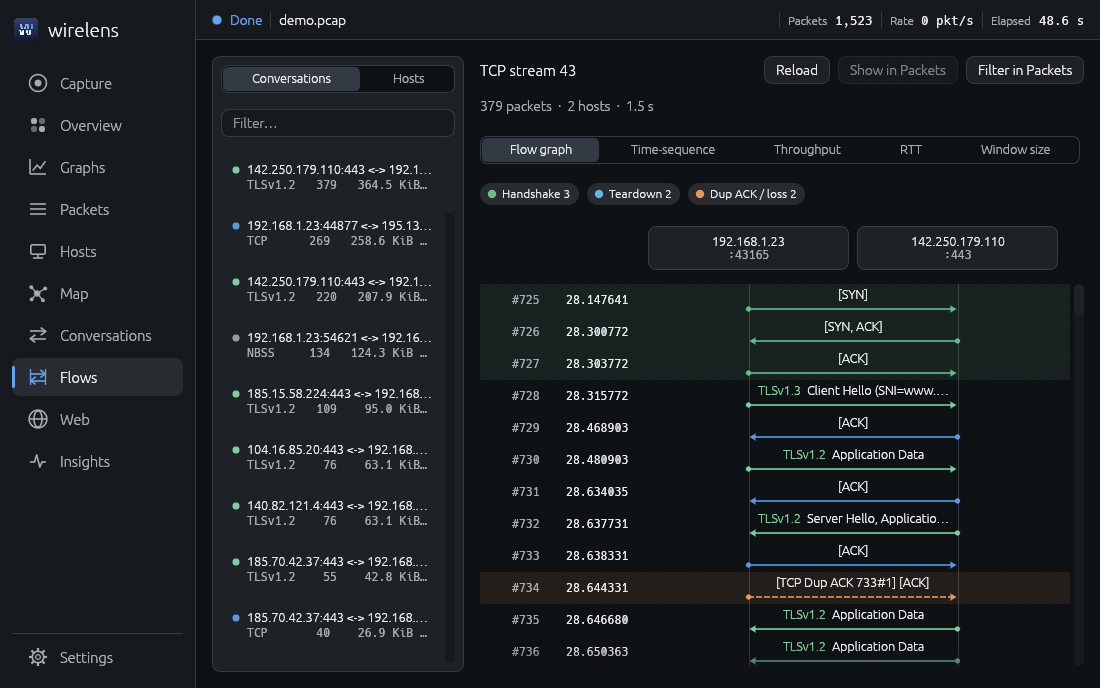 wirelens
Done demo.pcap
Packets 1,523 Rate 0 pkt/s Elapsed 48.6 s
Capture
Overview
Graphs
Packets
Hosts
Map
Conversations
Flows
Web
Insights
Settings
Conversations Hosts
Filter...
142.250.179.110:443 <-> 192.1...
TLSv1.2 379 364.5 KiB...
192.168.1.23:44877 <-> 195.13...
TCP 269 258.6 KiB ...
142.250.179.110:443 <-> 192.1...
TLSv1.2 220 207.9 KiB...
192.168.1.23:54621 <-> 192.16...
NBSS 134 124.3 KiB ...
185.15.58.224:443 <-> 192.168...
TLSv1.2 109 95.0 KiB...
104.16.85.20:443 <-> 192.168...
TLSv1.2 76 63.1 KiB...
140.82.121.4:443 <-> 192.168...
TLSv1.2 76 63.1 KiB...
185.70.42.37:443 <-> 192.168...
TLSv1.2 55 42.8 KiB...
185.70.42.37:443 <-> 192.168...
TCP 40 26.9 KiB ...
TCP stream 43
Reload Show in Packets Filter in Packets
379 packets · 2 hosts · 1.5 s
Flow graph Time-sequence Throughput RTT Window size
Handshake 3 Teardown 2 Dup ACK / loss 2
192.168.1.23
:43165
142.250.179.110
:443
#725 28.147641 [SYN]
#726 28.300772 [SYN, ACK]
#727 28.303772 [ACK]
#728 28.315772 TLSv1.3 Client Hello (SNI=www....
#729 28.468903 [ACK]
#730 28.480903 TLSv1.2 Application Data
#731 28.634035 [ACK]
#732 28.637731 TLSv1.2 Server Hello, Applicatio...
#733 28.638331 [ACK]
#734 28.644331 [TCP Dup ACK 733#1] [ACK]
#735 28.646680 TLSv1.2 Application Data
#736 28.650363 TLSv1.2 Application Data